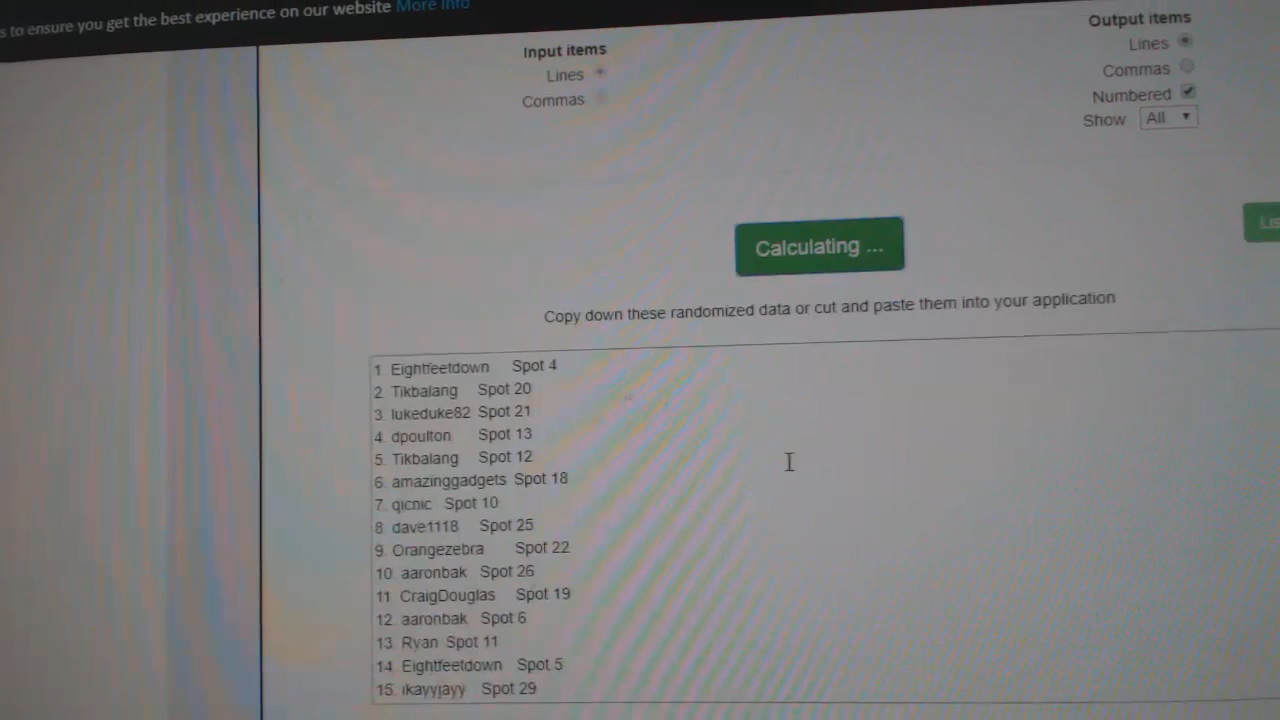 s to ensure you get the best experience on our website More info
Input items
Lines
Commas
Output items
Lines
Commas
Numbered
Show All
Calculating ...
Copy down these randomized data or cut and paste them into your application
1. Eightfeetdown Spot 4
2. Tikbalang Spot 20
3. lukeduke82 Spot 21
4. dpoulton Spot 13
5. Tikbalang Spot 12
6. amazinggadgets Spot 18
7. qicnic Spot 10
8. dave1118 Spot 25
9. Orangezebra Spot 22
10. aaronbak Spot 26
11. CraigDouglas Spot 19
12. aaronbak Spot 6
13. Ryan Spot 11
14. Eightfeetdown Spot 5
15. ikayyjayy Spot 29